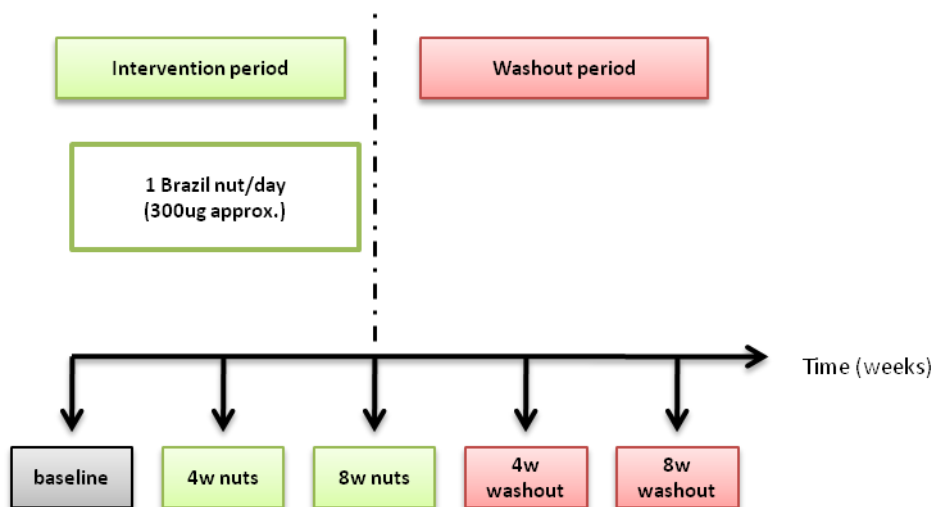 Intervention period
Washout period
1 Brazil nut/day
(300ug approx.)
Time (weeks)
baseline
4w nuts
8w nuts
4w
washout
8w
washout